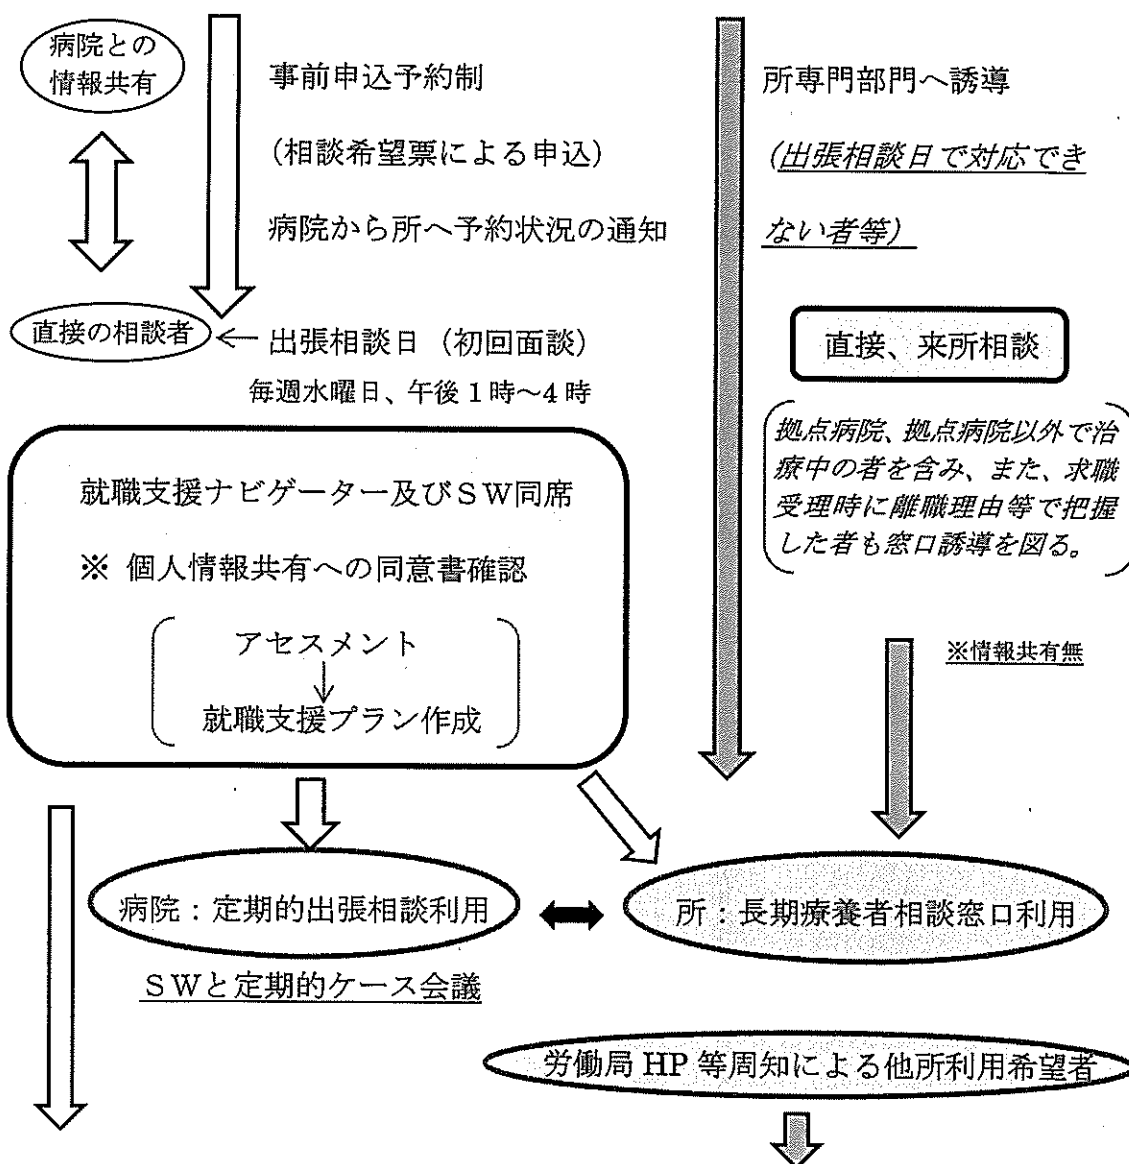 病院との
情報共有
事前申込予約制
（相談希望票による申込）
病院から所へ予約状況の通知
直接の相談者
← 出張相談日（初回面談）
毎週水曜日、午後１時～４時
所専門部門へ誘導
（出張相談日で対応でき
ない者等）
直接、来所相談
拠点病院、拠点病院以外で治
療中の者を含み、また、求職
受理時に離職理由等で把握
した者も窓口誘導を図る。
※情報共有無
就職支援ナビゲーター及びＳＷ同席
※ 個人情報共有への同意書確認
アセスメント
就職支援プラン作成
病院：定期的出張相談利用
所：長期療養者相談窓口利用
ＳＷと定期的ケース会議
労働局 HP 等周知による他所利用希望者